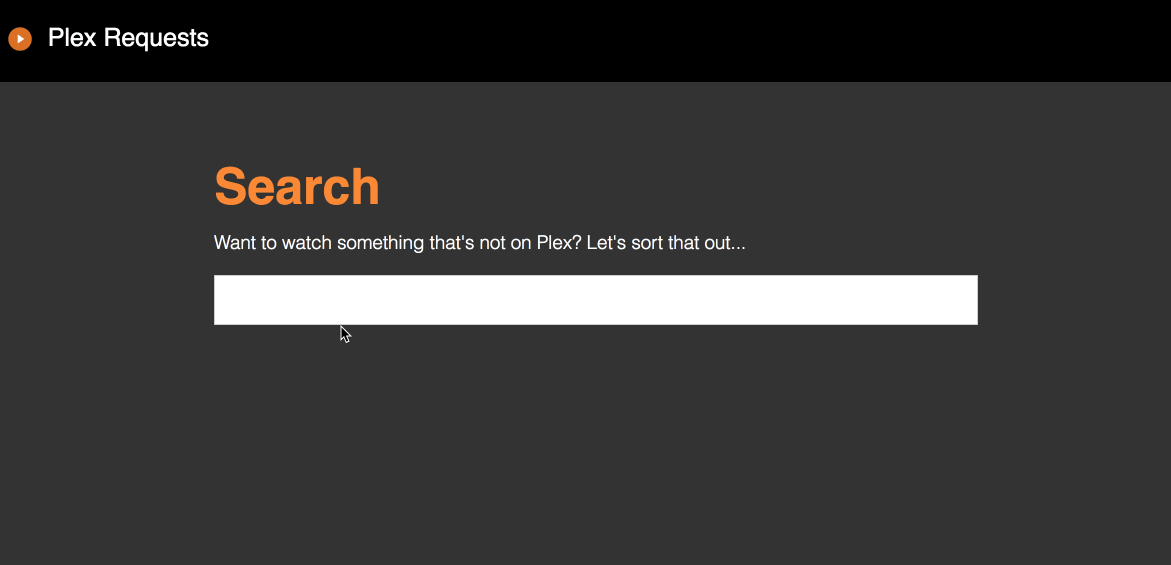 Plex Requests
Search
Want to watch something that's not on Plex? Let's sort that out...